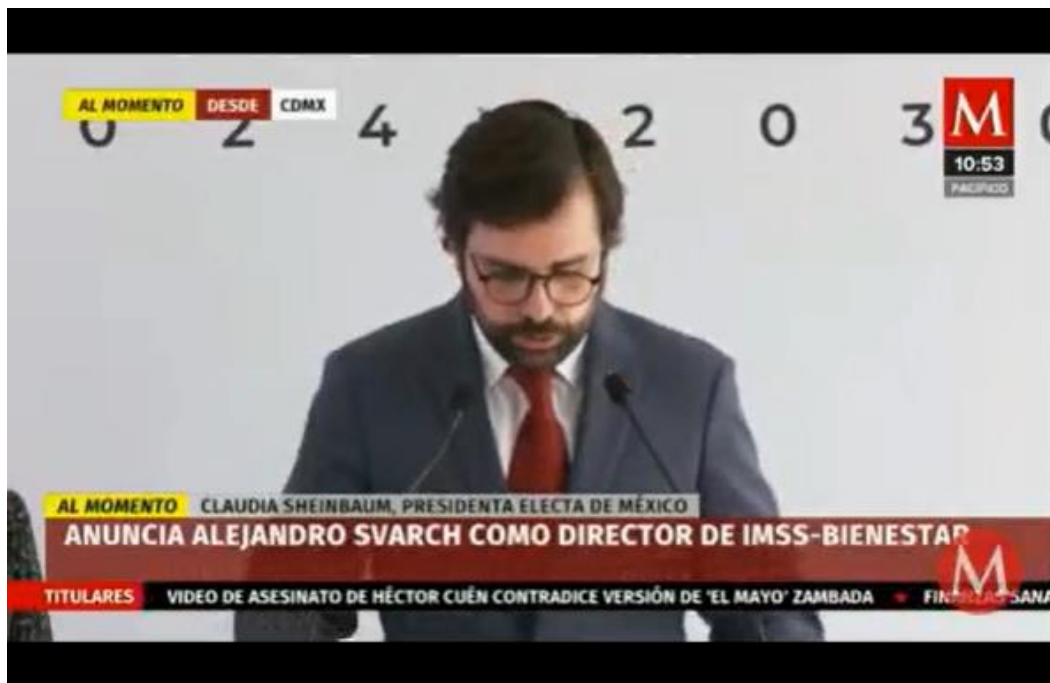 AL MOMENTO DESDE CDMX
0 2 4 2 0 3 0
M
10:53
PACÍFICO
AL MOMENTO CLAUDIA SHEINBAUM, PRESIDENTA ELECTA DE MÉXICO
ANUNCIA ALEJANDRO SVARCH COMO DIRECTOR DE IMSS-BIENESTAR
M
TITULARES VIDEO DE ASESINATO DE HÉCTOR CUÉN CONTRADICE VERSIÓN DE 'EL MAYO' ZAMBADA